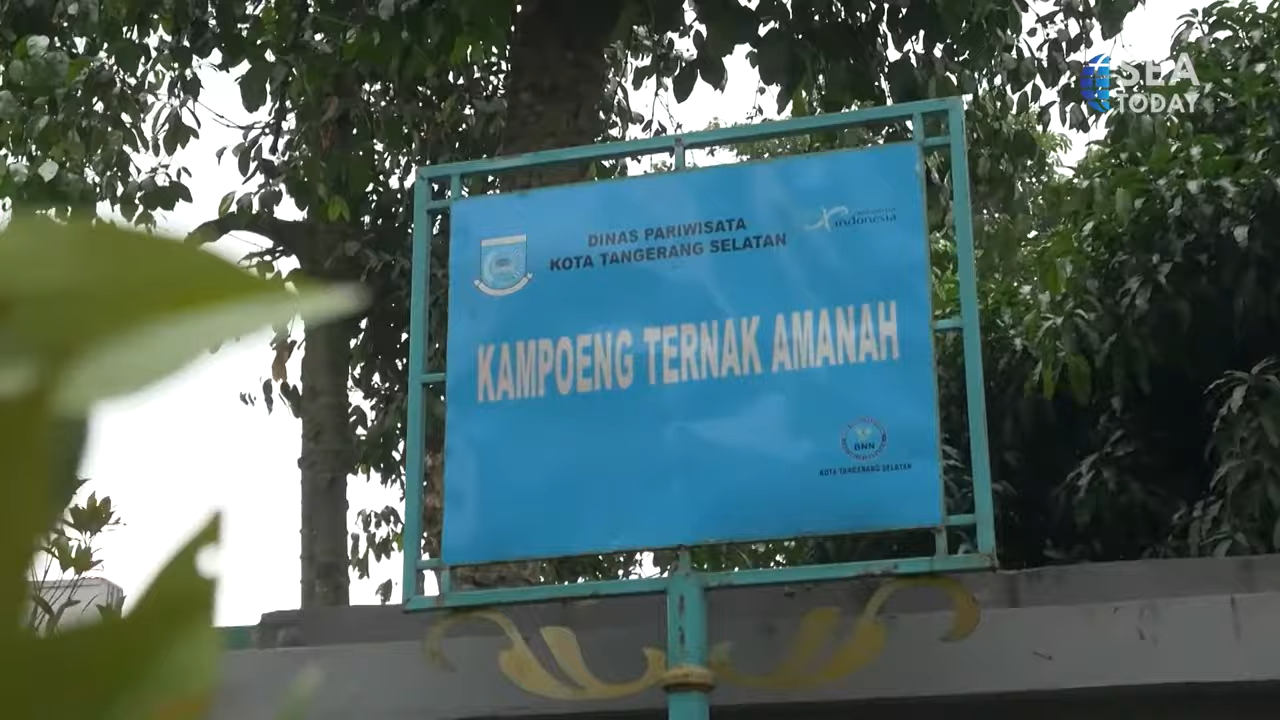 SEA
TODAY
DINAS PARIWISATA
KOTA TANGERANG SELATAN
indonesia
KAMPOENG TERNAK AMANAH
BNN
KOTA TANGERANG SELATAN